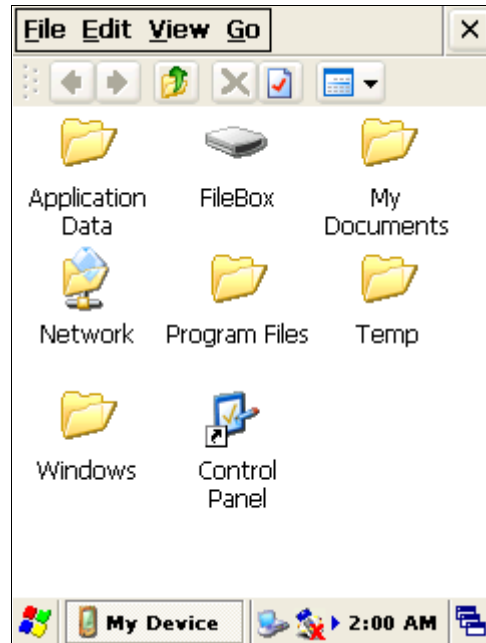 File Edit View Go
Application
Data
FileBox
My
Documents
Network
Program Files
Temp
Windows
Control
Panel
My Device
2:00 AM